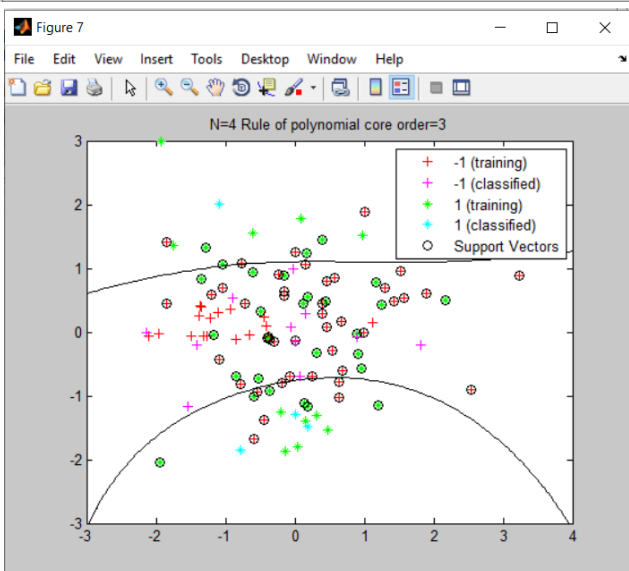 Figure 7
File Edit View Insert Tools Desktop Window Help
N=4 Rule of polynomial core order=3
-1 (training)
-1 (classified)
1 (training)
1 (classified)
Support Vectors
3
2
1
0
-1
-2
-3
-3 -2 -1 0 1 2 3 4